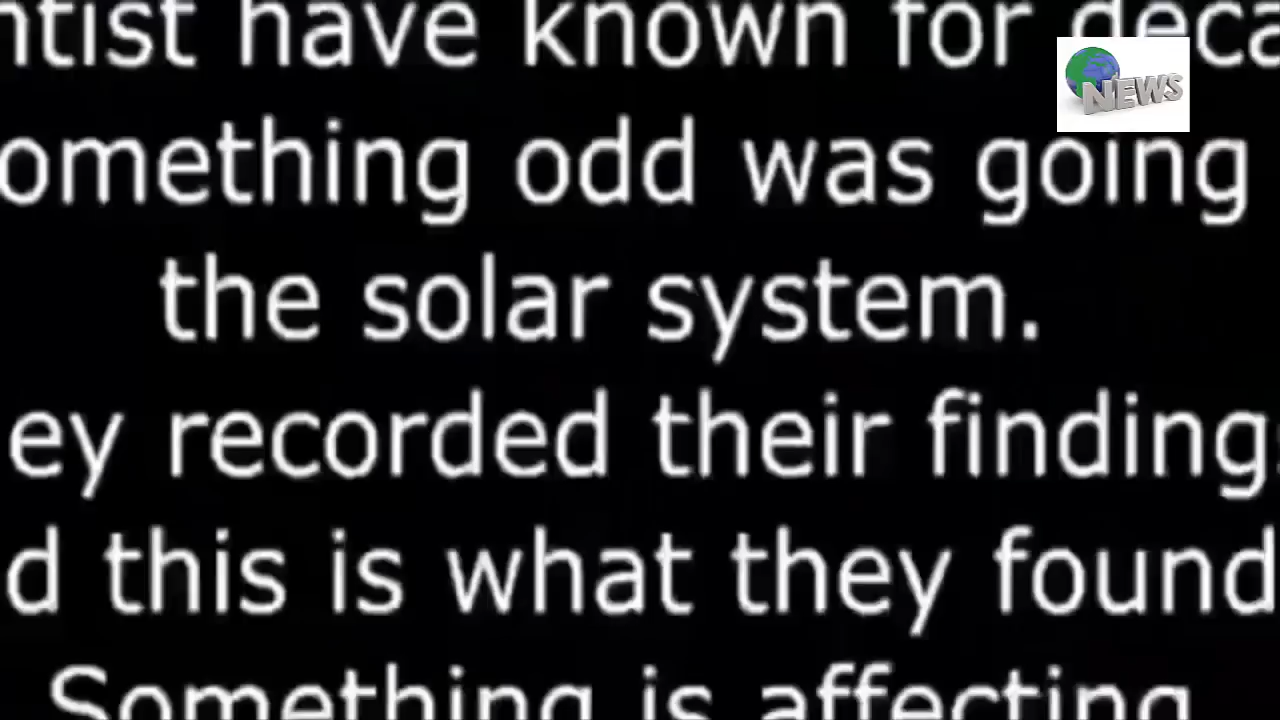 ntist have known for deca
NEWS
omething odd was going
the solar system.
ey recorded their finding
d this is what they found
Something is affecting